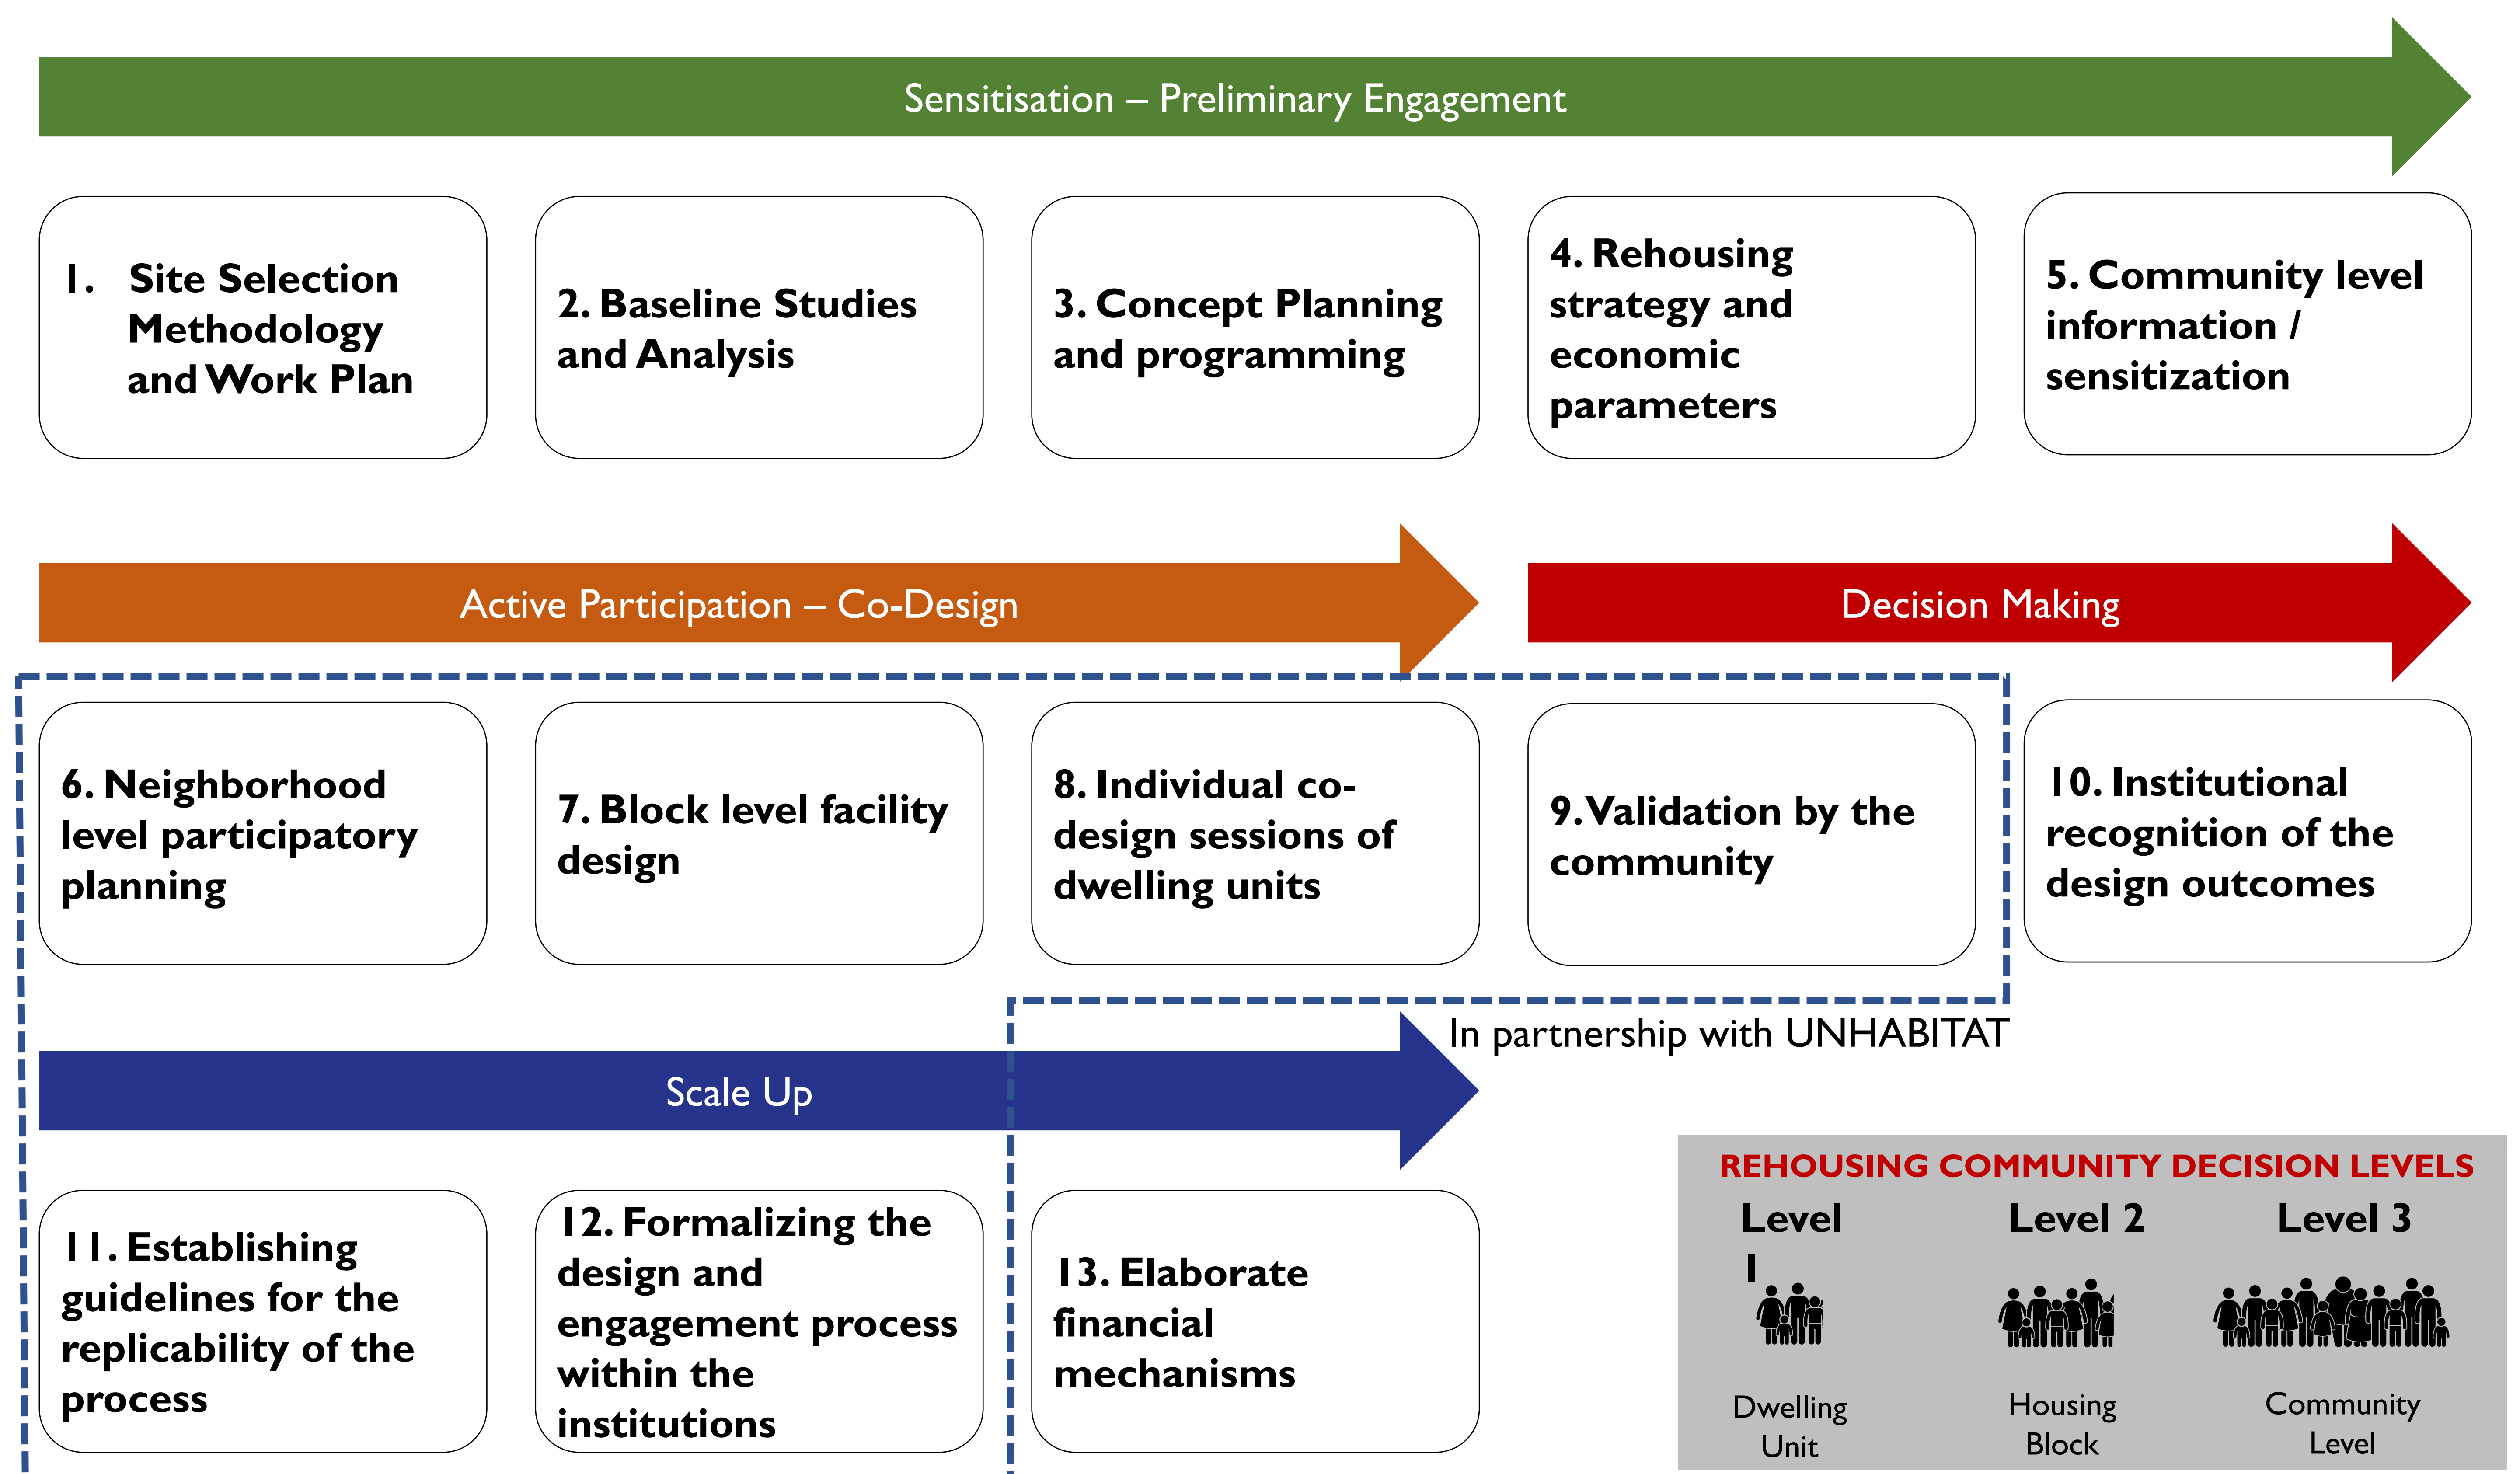 Sensitisation – Preliminary Engagement
1. Site Selection
Methodology
and Work Plan
2. Baseline Studies
and Analysis
3. Concept Planning
and programming
4. Rehousing
strategy and
economic
parameters
5. Community level
information /
sensitization
Active Participation – Co-Design
Decision Making
6. Neighborhood
level participatory
planning
7. Block level facility
design
8. Individual co-
design sessions of
dwelling units
9. Validation by the
community
10. Institutional
recognition of the
design outcomes
In partnership with UNHABITAT
Scale Up
11. Establishing
guidelines for the
replicability of the
process
12. Formalizing the
design and
engagement process
within the
institutions
13. Elaborate
financial
mechanisms
REHOUSING COMMUNITY DECISION LEVELS
Level
1
Level 2
Level 3
Dwelling
Unit
Housing
Block
Community
Level